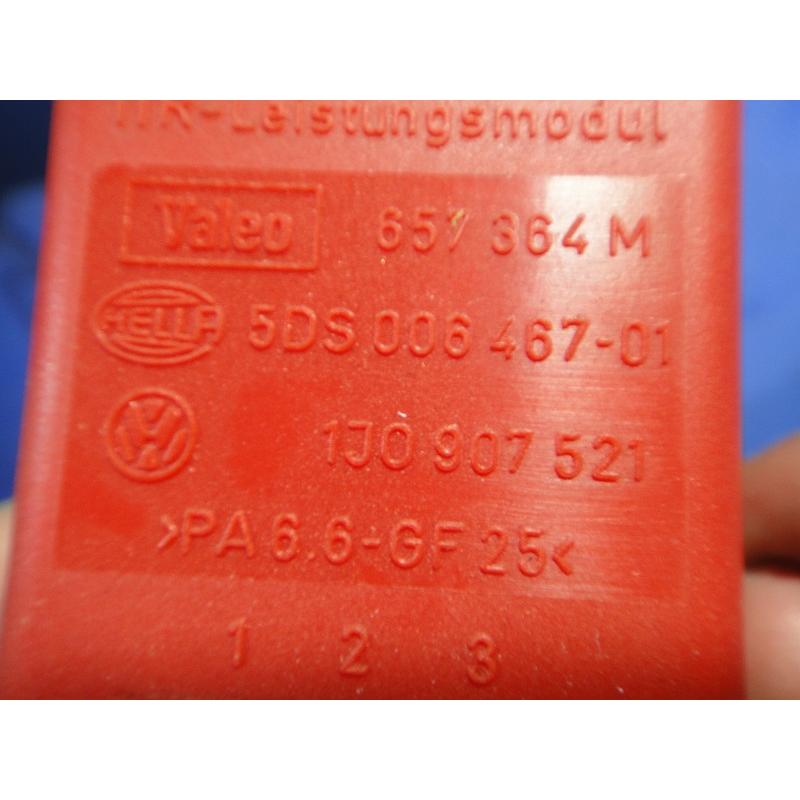 Leistungsmodul
Valeo 657 364 M
HELLA 5DS 006 467-01
VW 1J0 907 521
>PA 6.6-GF 25<
1 2 3